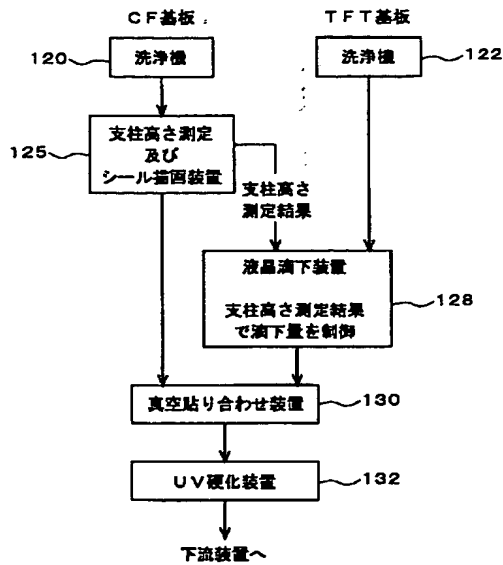 CF基板
TFT基板
120
洗浄機
洗浄機
122
125
支柱高さ測定
及び
シール描画装置
支柱高さ
測定結果
液晶滴下装置
支柱高さ測定結果
で滴下量を制御
128
真空貼り合わせ装置
130
UV硬化装置
132
下流装置へ